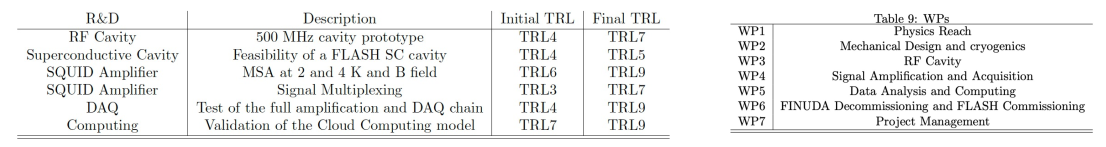 R&D Description Initial TRL Final TRL
RF Cavity 500 MHz cavity prototype TRL4 TRL7
Superconductive Cavity Feasibility of a FLASH SC cavity TRL4 TRL5
SQUID Amplifier MSA at 2 and 4 K and B field TRL6 TRL9
SQUID Amplifier Signal Multiplexing TRL3 TRL7
DAQ Test of the full amplification and DAQ chain TRL4 TRL9
Computing Validation of the Cloud Computing model TRL7 TRL9
Table 9: WPs
WP1 Physics Reach
WP2 Mechanical Design and cryogenics
WP3 RF Cavity
WP4 Signal Amplification and Acquisition
WP5 Data Analysis and Computing
WP6 FINUDA Decommissioning and FLASH Commissioning
WP7 Project Management